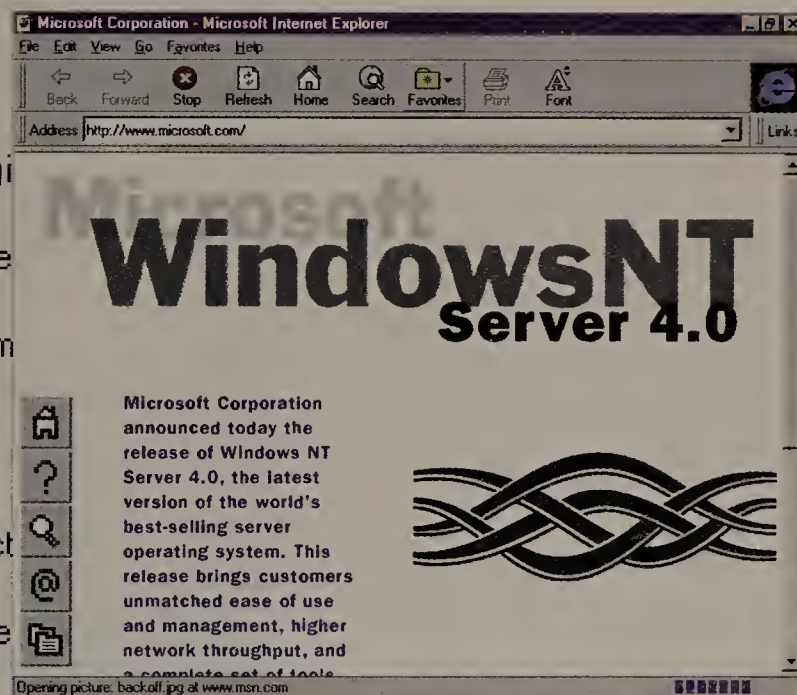 Microsoft Corporation - Microsoft Internet Explorer
File Edit View Go Favorites Help
Back Forward Stop Refresh Home Search Favorites Print Font
Address http://www.microsoft.com/ Links
Microsoft
WindowsNT
Server 4.0
Microsoft Corporation
announced today the
release of Windows NT
Server 4.0, the latest
version of the world's
best-selling server
operating system. This
release brings customers
unmatched ease of use
and management, higher
network throughput, and
a complete set of tools
Opening picture: backoff.jpg at www.msn.com